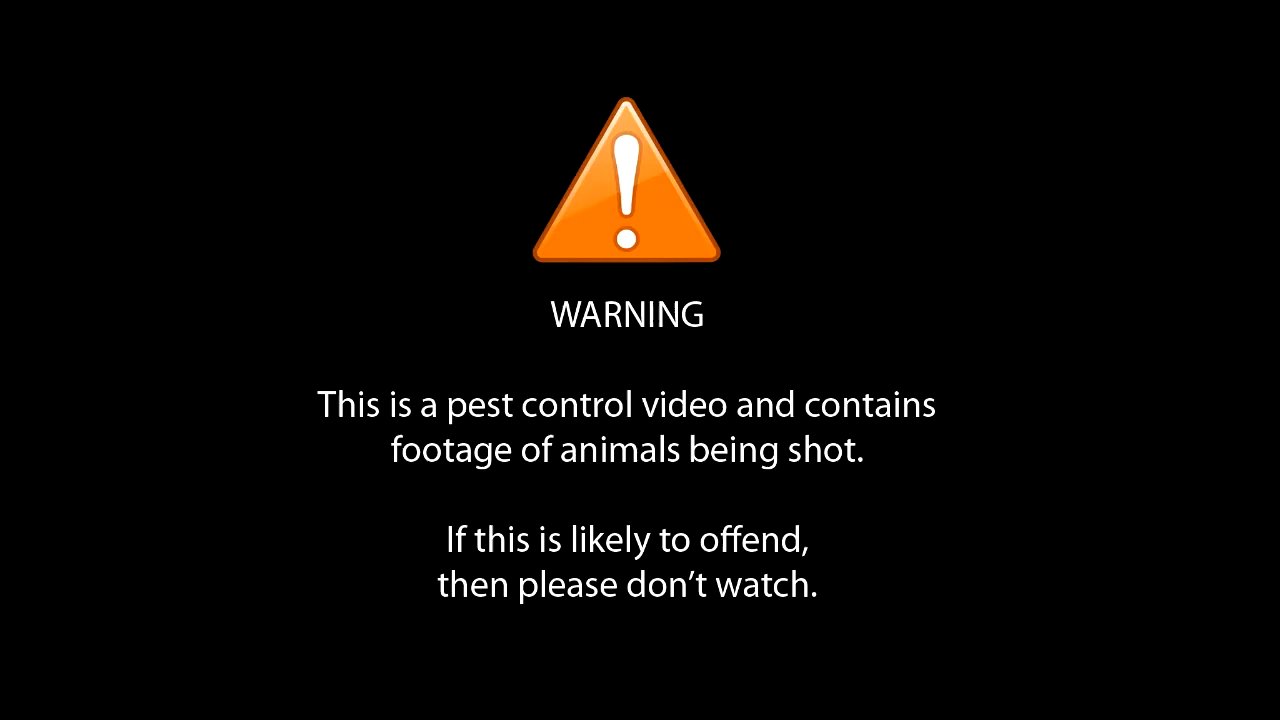 WARNING
This is a pest control video and contains
footage of animals being shot.
If this is likely to offend,
then please don’t watch.